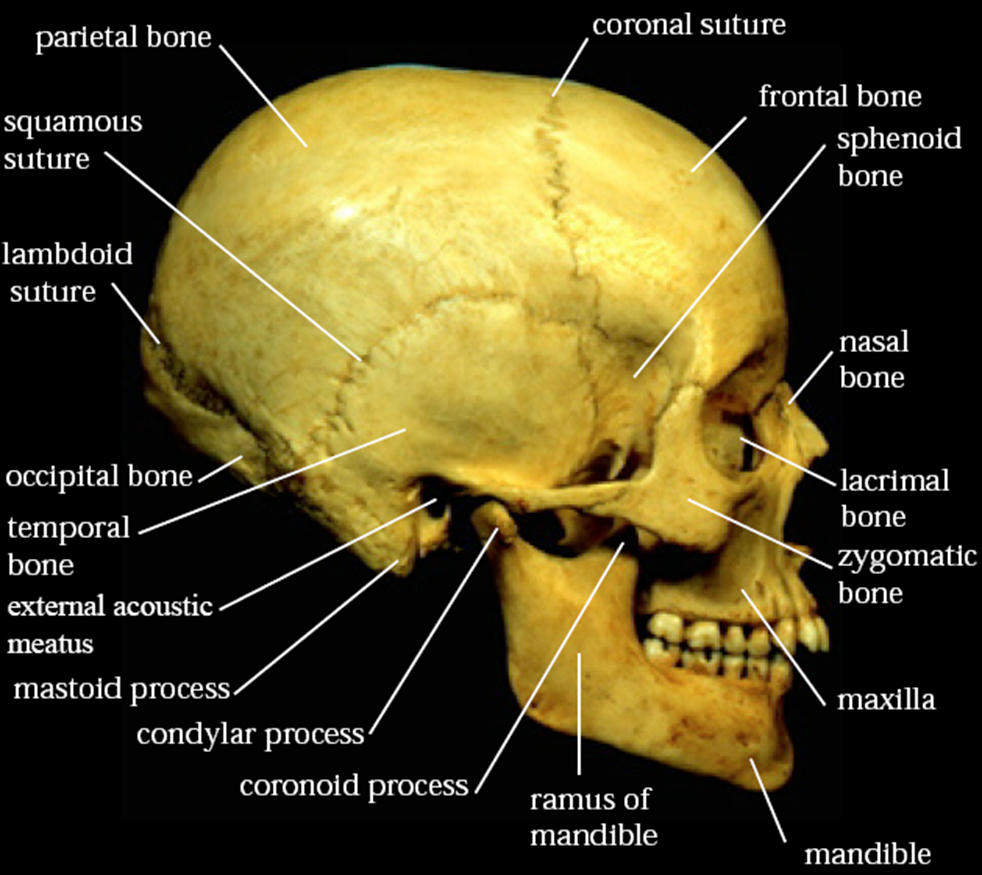 parietal bone
coronal suture
frontal bone
squamous
suture
sphenoid
bone
lambdoid
suture
nasal
bone
occipital bone
lacrimal
bone
temporal
bone
zygomatic
bone
external acoustic
meatus
mastoid process
maxilla
condylar process
coronoid process
ramus of
mandible
mandible